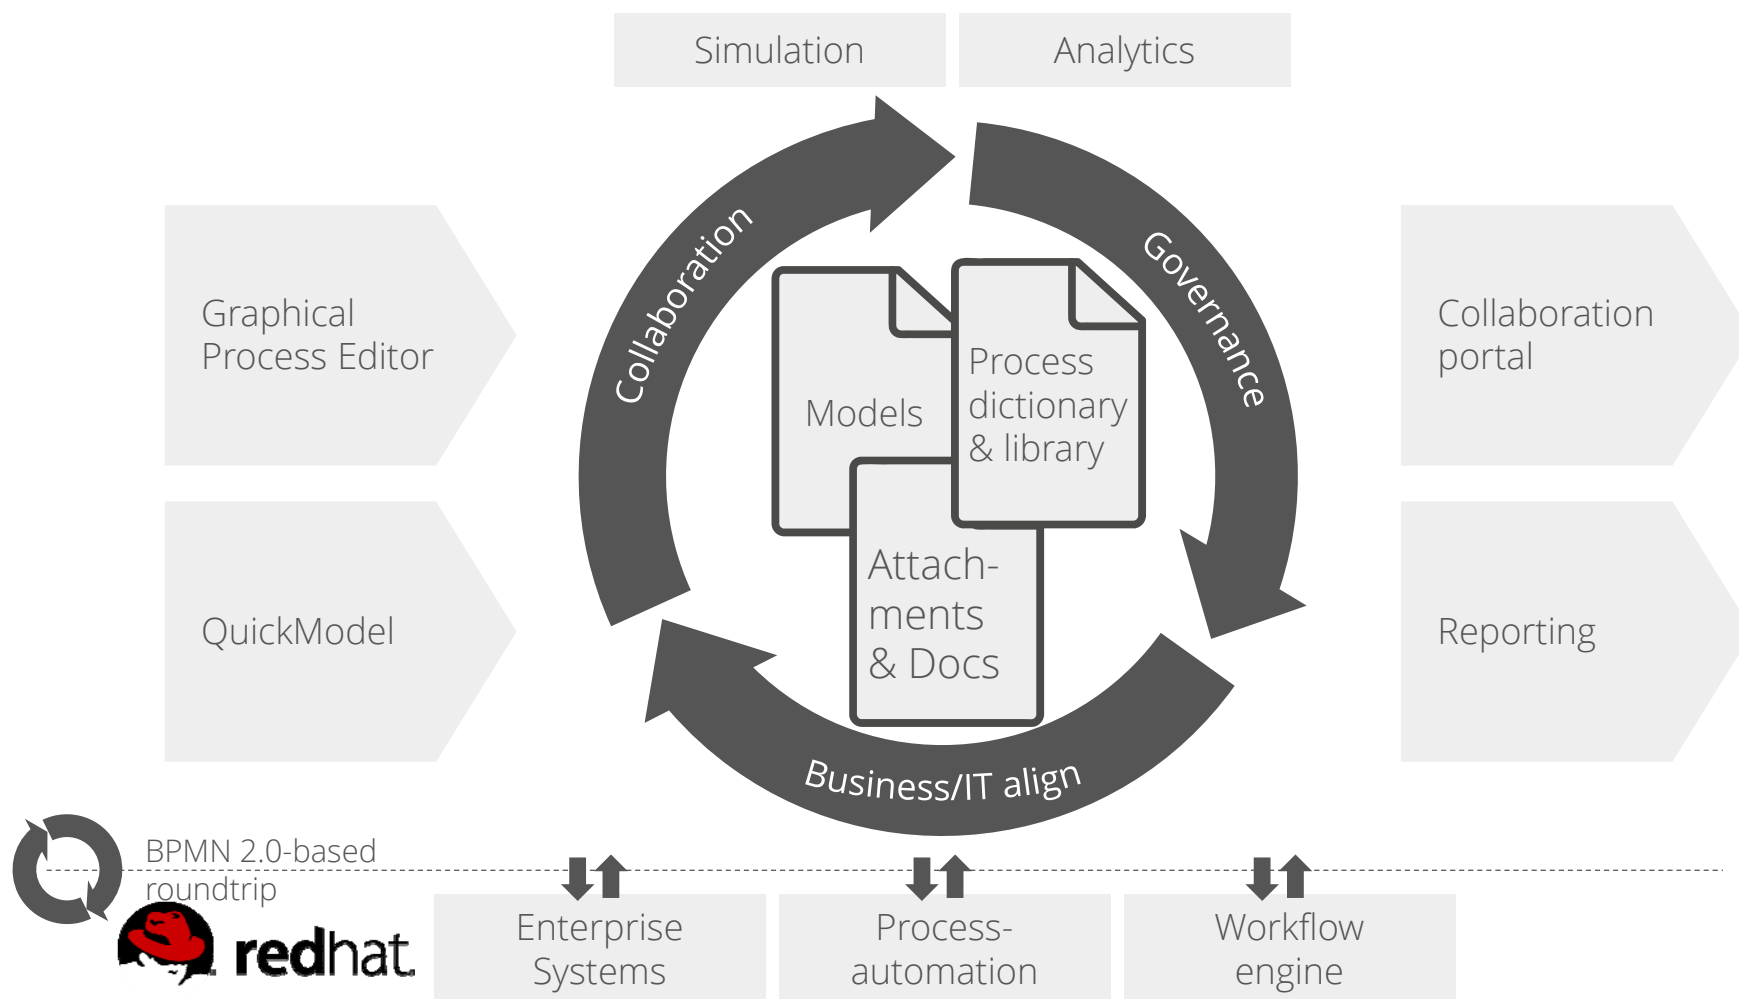 Simulation
Analytics
Collaboration
Governance
Graphical
Process Editor
Models
Process
dictionary
& library
Collaboration
portal
QuickModel
Attach-
ments
& Docs
Reporting
Business/IT align
BPMN 2.0-based
roundtrip
redhat.
Enterprise
Systems
Process-
automation
Workflow
engine